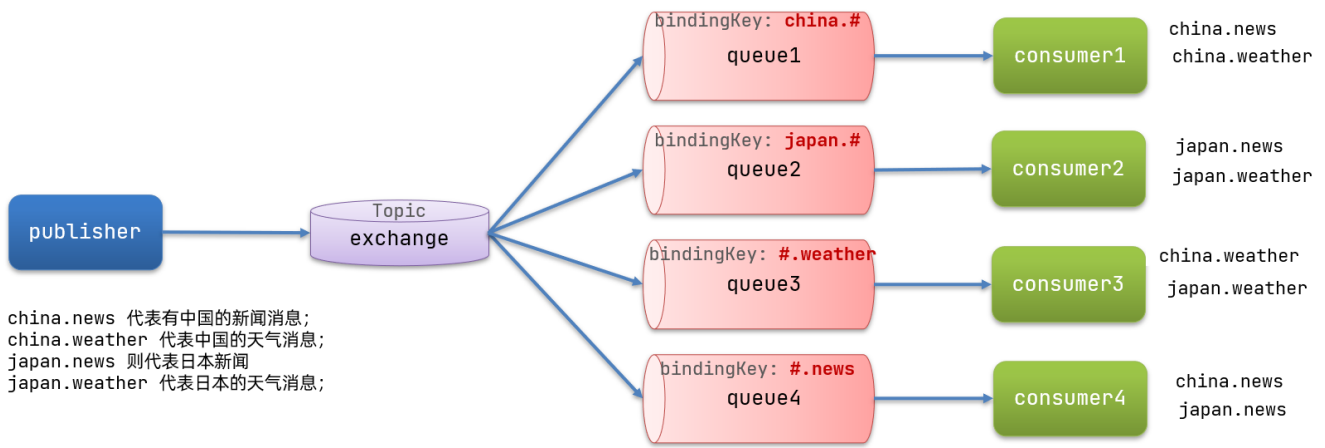 publisher
china.news 代表有中国的新闻消息；
china.weather 代表中国的天气消息；
japan.news 则代表日本新闻
japan.weather 代表日本的天气消息；
Topic
exchange
bindingKey: china.#
queue1
consumer1
china.news
china.weather
bindingKey: japan.#
queue2
consumer2
japan.news
japan.weather
bindingKey: #.weather
queue3
consumer3
china.weather
japan.weather
bindingKey: #.news
queue4
consumer4
china.news
japan.news